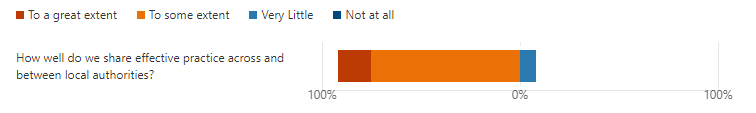 To a great extent To some extent Very Little Not at all
How well do we share effective practice across and
between local authorities?
100% 0% 100%